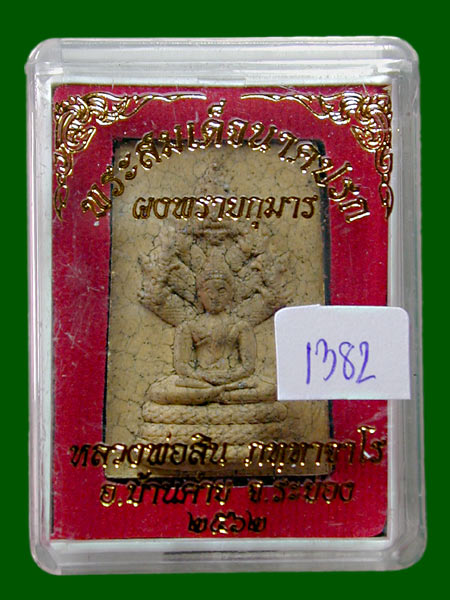 พระสมเด็จนาคปรก
ผงพรายกุมาร
1382
หลวงพ่อสิน ภทฺทาจาโร
อ.บ้านค่าย จ.ระยอง
๒๕๖๒